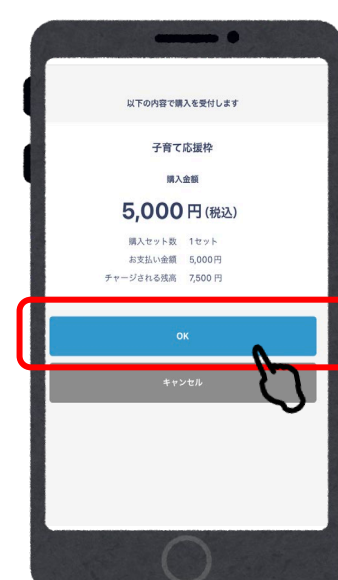 以下の内容で購入を受付します
子育て応援枠
購入金額
5,000円(税込)
購入セット数 1セット
お支払い金額 5,000円
チャージされる残高 7,500円
OK
キャンセル